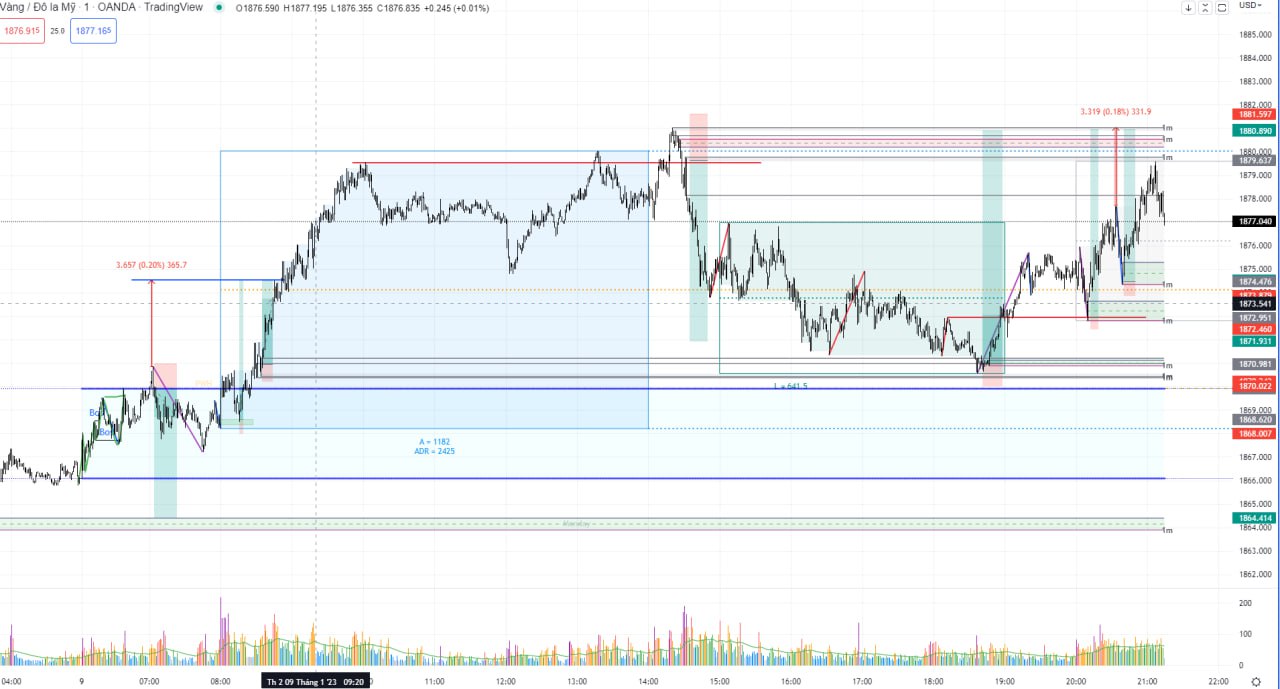 Vàng / Đô la Mỹ · 1 · OANDA · TradingView O1876.590 H1877.195 L1876.355 C1876.835 +0.245 (+0.01%)
USD
1876.915 25.0 1877.165
1885.000
1884.000
1883.000
1882.000
3.319 (0.18%) 331.9
1881.597
1m
1880.890
1880.000
1m
1879.637
1879.000
1878.000
1877.040
1876.000
3.657 (0.20%) 365.7
1875.000
1m
1874.476
1873.541
1872.951
1m
1872.460
1871.931
1m
1870.981
1m
L = 641.5
1870.022
1869.000
1868.620
1868.007
A = 1182
ADR = 2425
1867.000
1866.000
1865.000
1864.414
Monday
1864.000
1m
1863.000
1862.000
200
100
0
04:00 9 07:00 08:00 Th 2 09 Tháng 1 '23 09:20 11:00 12:00 13:00 14:00 15:00 16:00 17:00 18:00 19:00 20:00 21:00 22:00